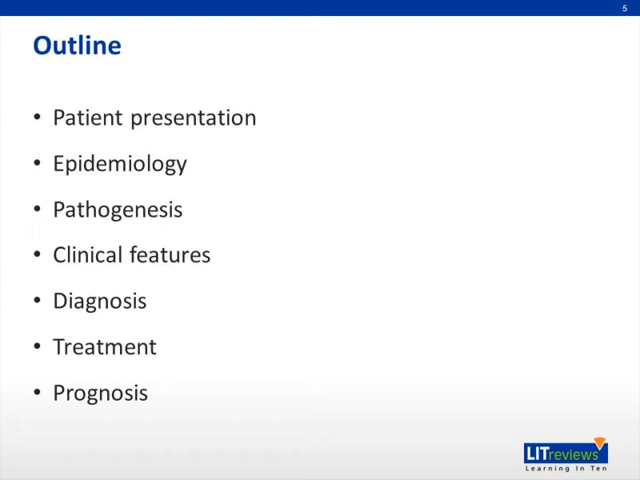 5
Outline
• Patient presentation
• Epidemiology
• Pathogenesis
• Clinical features
• Diagnosis
• Treatment
• Prognosis
LITreviews
Learning In Ten